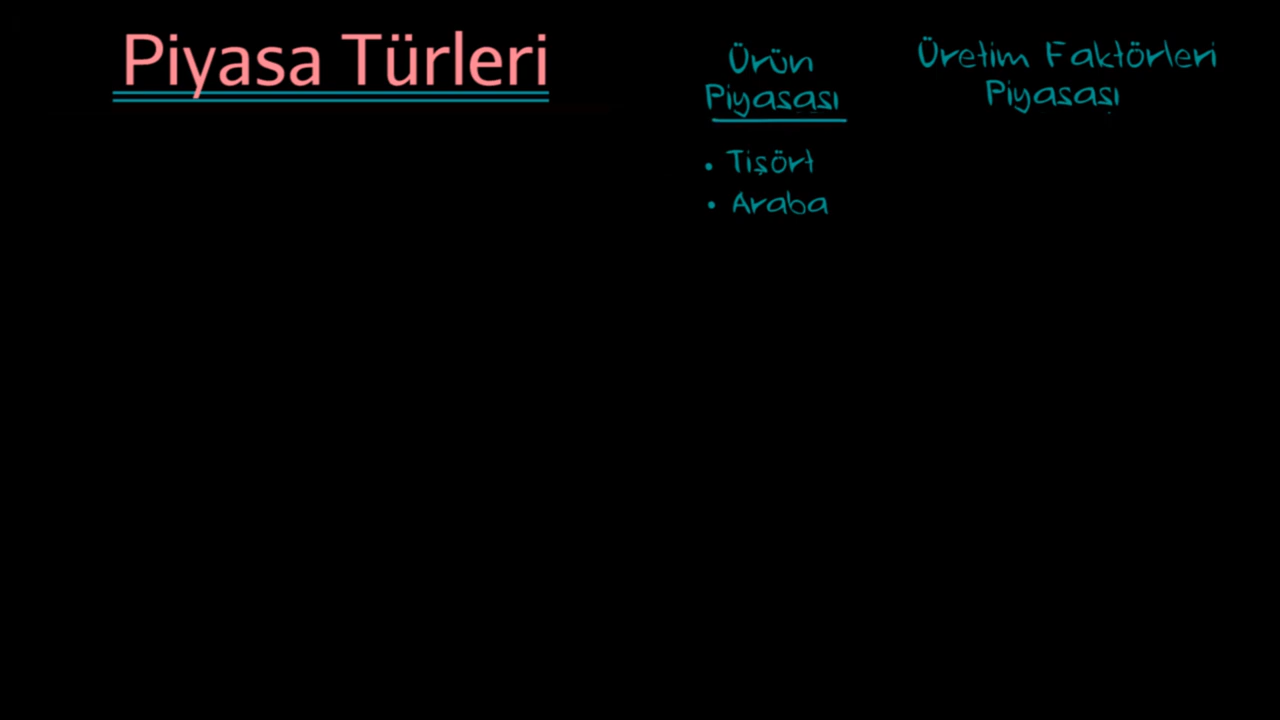 Piyasa Türleri
Ürün
Piyasası
• Tişört
• Araba
Üretim Faktörleri
Piyasası